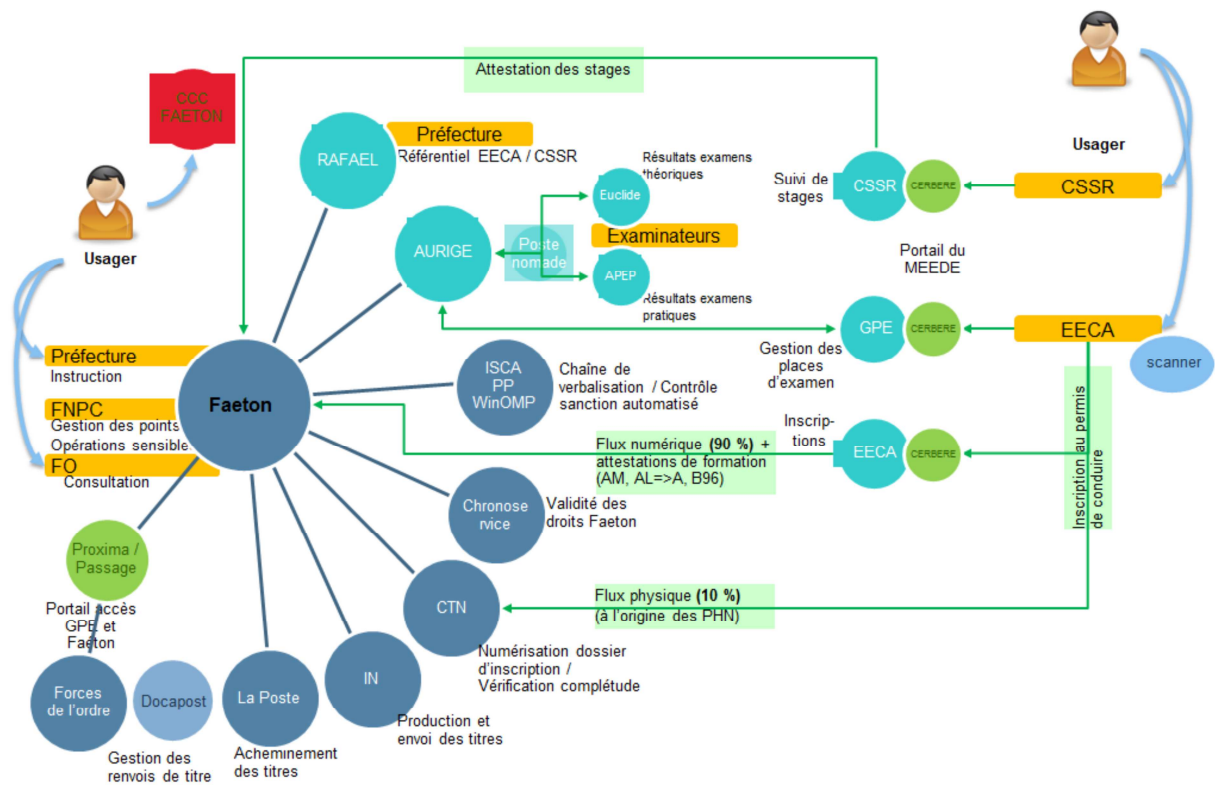 Attestation des stages
CCC
FAETON
Usager
Préfecture
Référentiel EECA / CSSR
RAFAEL
Résultats examens
théoriques
Euclide
Examinateurs
AURIGE
Poste
nomade
APEP
Résultats examens
pratiques
Usager
Suivi de
stages
CSSR
CERBERE
CSSR
Portail du
MEEDE
GPE
CERBERE
EECA
Gestion des
places
d'examen
scanner
Préfecture
Instruction
FNPC
Gestion des points
Opérations sensible
FO
Consultation
Faeton
ISCA
PP
WinOMP
Chaîne de
verbalisation / Contrôle
sanction automatisé
Inscrip-
tions
EECA
CERBERE
Flux numérique (90 %) +
attestations de formation
(AM, AL=>A, B96)
Inscription au permis
de conduire
Chronose
rvice
Validité des
droits Faeton
Proxima /
Passage
Portail accès
GPE et
Faéton
CTN
Flux physique (10 %)
(à l'origine des PHN)
Numérisation dossier
d'inscription /
Vérification complétude
Forces
de l'ordre
Docapost
Gestion des
renvois de titre
La Poste
Acheminement
des titres
IN
Production et
envoi des titres